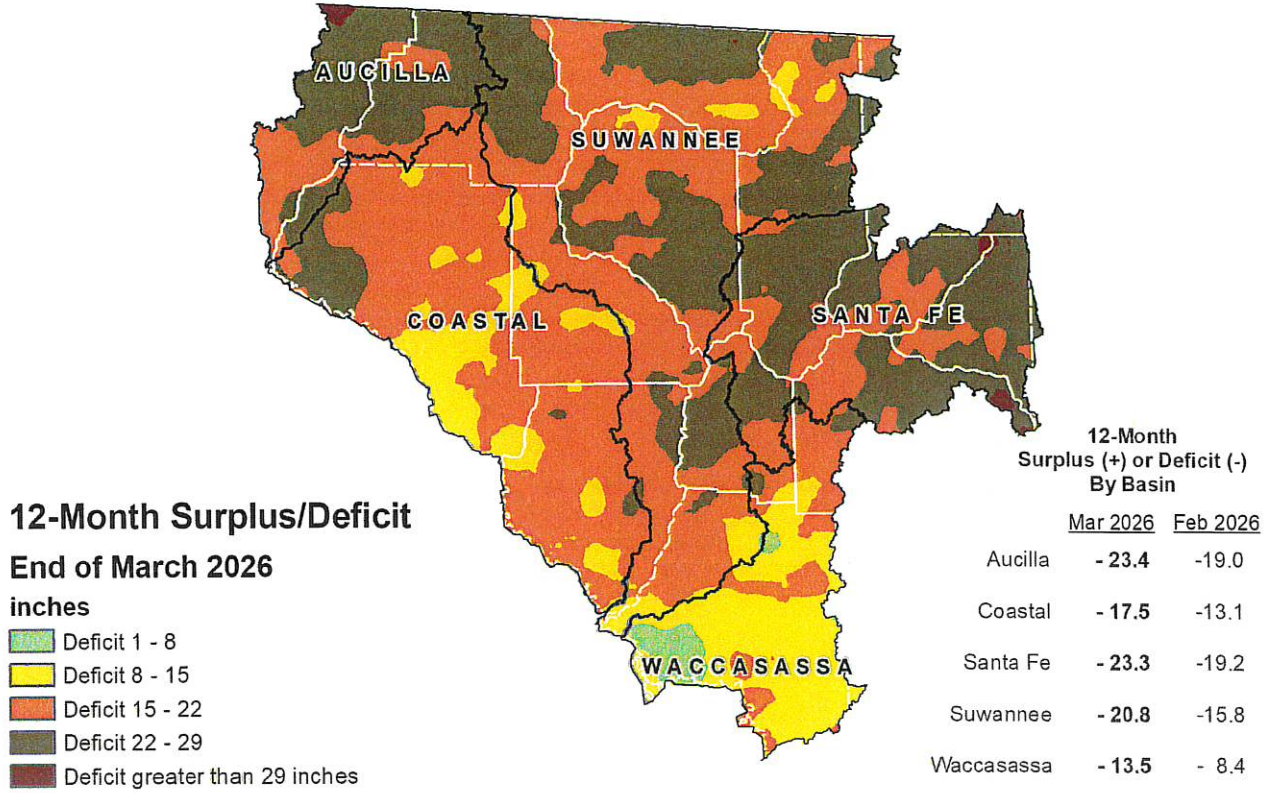 AUCILLA
SUWANNEE
COASTAL
SANTA FE
WACCASASSA
12-Month Surplus/Deficit
End of March 2026
inches
Deficit 1 - 8
Deficit 8 - 15
Deficit 15 - 22
Deficit 22 - 29
Deficit greater than 29 inches
12-Month
Surplus (+) or Deficit (-)
By Basin
Mar 2026 Feb 2026
Aucilla - 23.4 -19.0
Coastal - 17.5 -13.1
Santa Fe - 23.3 -19.2
Suwannee - 20.8 -15.8
Waccasassa - 13.5 - 8.4